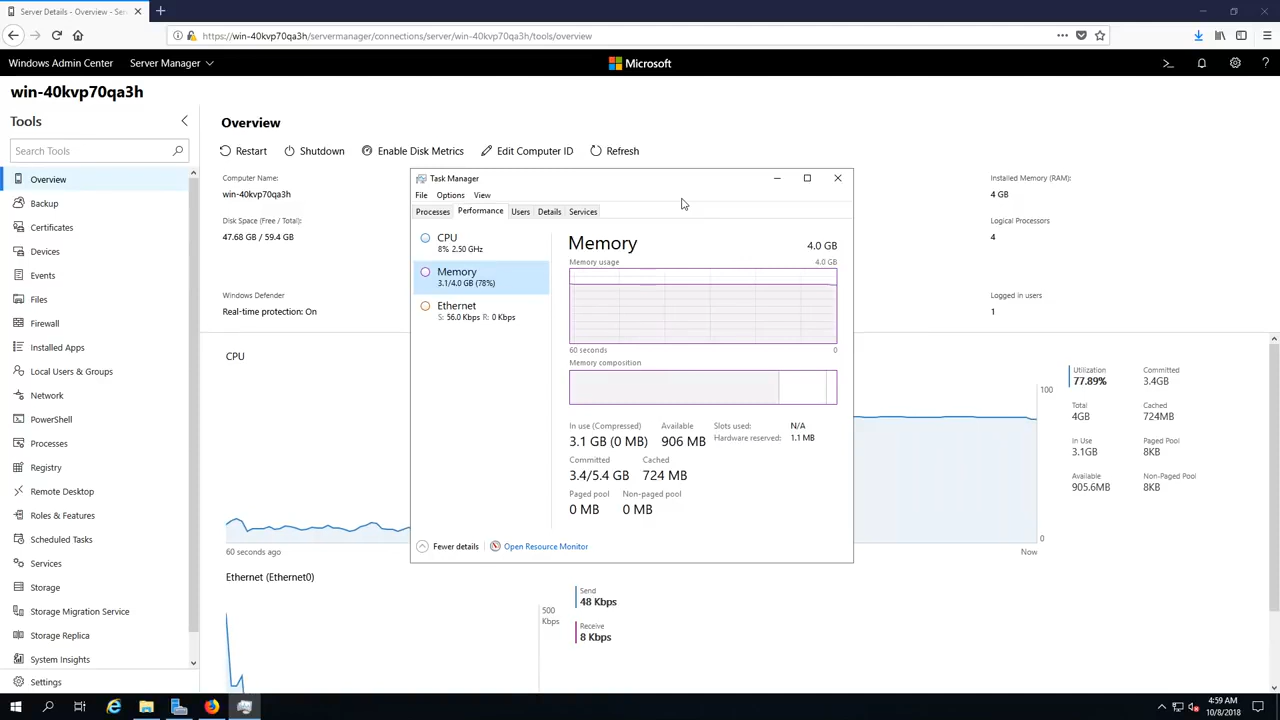 Server Details - Overview - Ser
https://win-40kvp70qa3h/servermanager/connections/server/win-40kvp70qa3h/tools/overview
Windows Admin Center
Server Manager
Microsoft
win-40kvp70qa3h
Tools
Search Tools
Overview
Backup
Certificates
Devices
Events
Files
Firewall
Installed Apps
Local Users & Groups
Network
PowerShell
Processes
Registry
Remote Desktop
Roles & Features
Scheduled Tasks
Services
Storage
Storage Migration Service
Storage Replica
System Insights
Settings
Overview
Restart
Shutdown
Enable Disk Metrics
Edit Computer ID
Refresh
Computer Name:
win-40kvp70qa3h
Disk Space (Free / Total):
47.68 GB / 59.4 GB
Windows Defender
Real-time protection: On
Installed Memory (RAM):
4 GB
Logical Processors
4
Logged in users
1
Task Manager
File Options View
Processes Performance Users Details Services
CPU
8% 2.50 GHz
Memory
3.1/4.0 GB (78%)
Ethernet
S: 56.0 Kbps R: 0 Kbps
Memory
4.0 GB
Memory usage
4.0 GB
60 seconds
0
Memory composition
In use (Compressed)
3.1 GB (0 MB)
Available
906 MB
Slots used: N/A
Hardware reserved: 1.1 MB
Committed
3.4/5.4 GB
Cached
724 MB
Paged pool
0 MB
Non-paged pool
0 MB
Fewer details
Open Resource Monitor
CPU
60 seconds ago
100
0
Now
Utilization
77.89%
Committed
3.4GB
Total
4GB
Cached
724MB
In Use
3.1GB
Paged Pool
8KB
Available
905.6MB
Non-Paged Pool
8KB
Ethernet (Ethernet0)
500
Kbps
Send
48 Kbps
Receive
8 Kbps
4:59 AM
10/8/2018